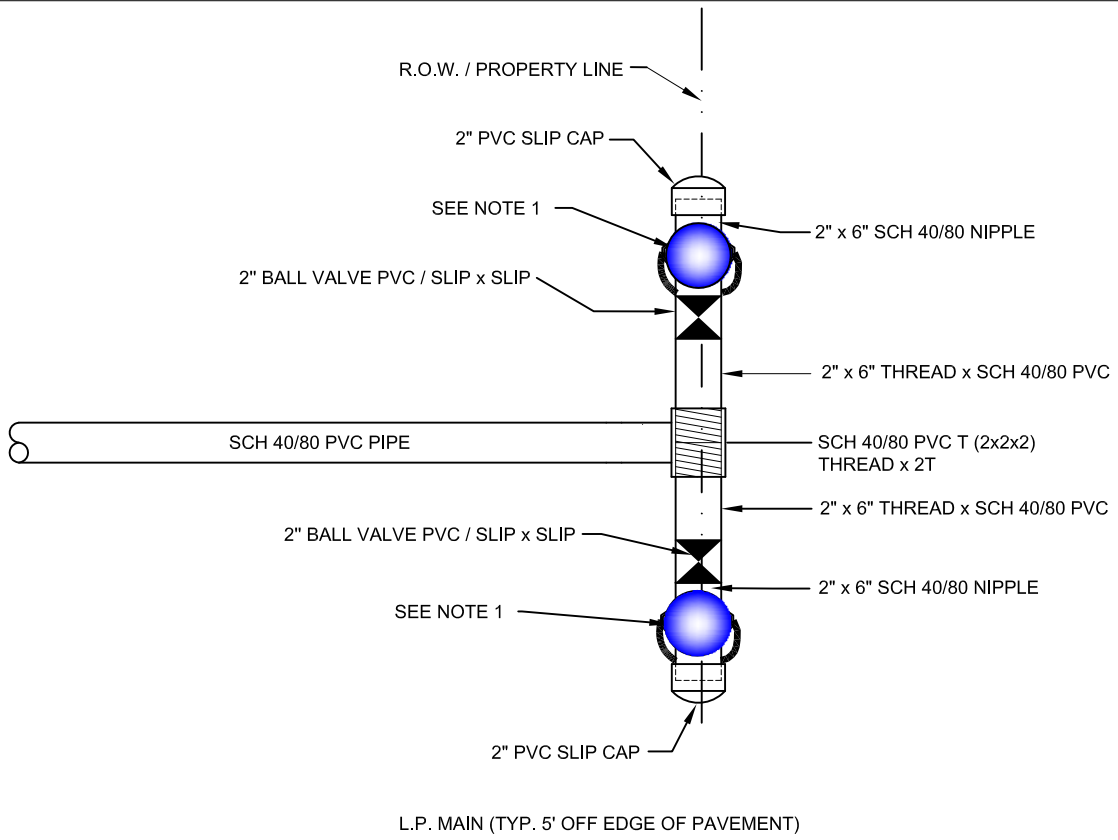 R.O.W. / PROPERTY LINE
2" PVC SLIP CAP
SEE NOTE 1
2" x 6" SCH 40/80 NIPPLE
2" BALL VALVE PVC / SLIP x SLIP
2" x 6" THREAD x SCH 40/80 PVC
SCH 40/80 PVC PIPE
SCH 40/80 PVC T (2x2x2)
THREAD x 2T
2" x 6" THREAD x SCH 40/80 PVC
2" BALL VALVE PVC / SLIP x SLIP
2" x 6" SCH 40/80 NIPPLE
SEE NOTE 1
2" PVC SLIP CAP
L.P. MAIN (TYP. 5' OFF EDGE OF PAVEMENT)